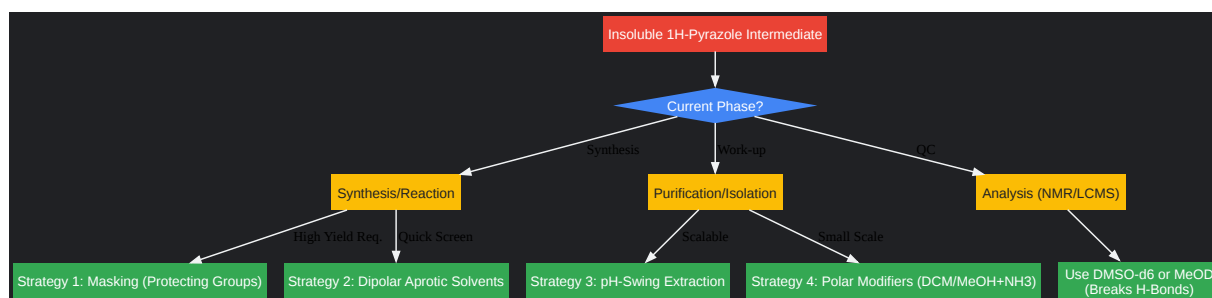 Insoluble 1H-Pyrazole Intermediate
Current Phase?
Synthesis
Work-up
QC
Synthesis/Reaction
Purification/Isolation
Analysis (NMR/LCMS)
High Yield Req.
Quick Screen
Scalable
Small Scale
Strategy 1: Masking (Protecting Groups)
Strategy 2: Dipolar Aprotic Solvents
Strategy 3: pH-Swing Extraction
Strategy 4: Polar Modifiers (DCM/MeOH+NH3)
Use DMSO-d6 or MeOD
(Breaks H-Bonds)